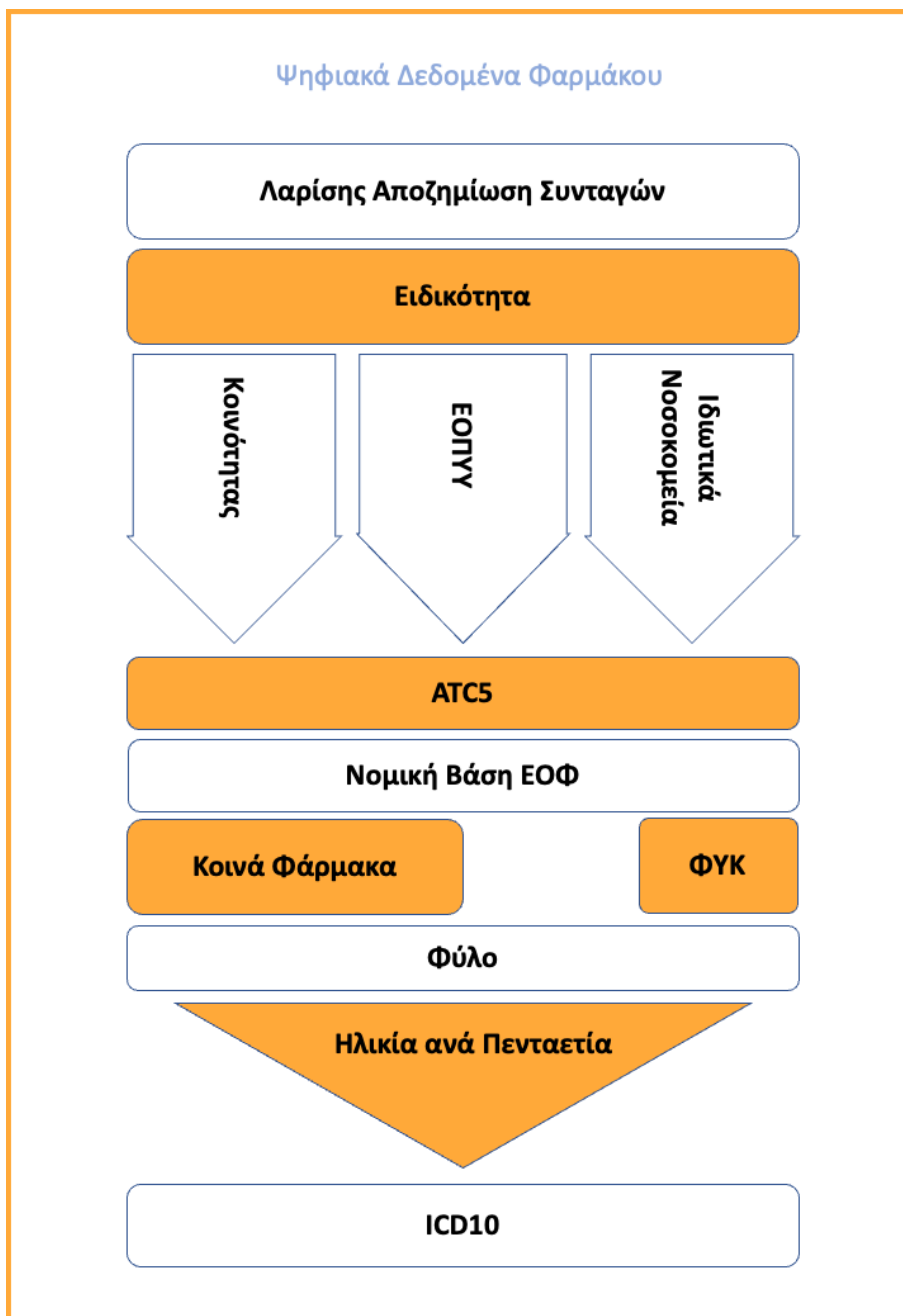 Ψηφιακά Δεδομένα Φαρμάκου
Λαρίσης Αποζημίωση Συνταγών
Ειδικότητα
Κοινότητας
ΕΟΠΥΥ
Ιδιωτικά
Νοσοκομεία
ATC5
Νομική Βάση ΕΟΦ
Κοινά Φάρμακα
ΦΥΚ
Φύλο
Ηλικία ανά Πενταετία
ICD10